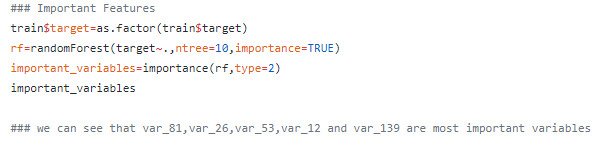 ### Important Features
train$target=as.factor(train$target)
rf=randomForest(target~.,ntree=10,importance=TRUE)
important_variables=importance(rf,type=2)
important_variables
### we can see that var_81,var_26,var_53,var_12 and var_139 are most important variables